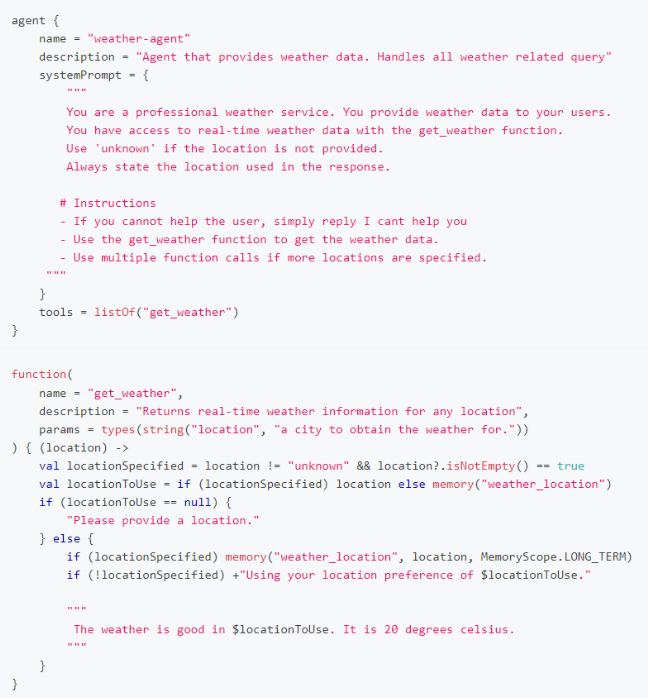 agent {
    name = "weather-agent"
    description = "Agent that provides weather data. Handles all weather related query"
    systemPrompt = {
        """
        You are a professional weather service. You provide weather data to your users.
        You have access to real-time weather data with the get_weather function.
        Use 'unknown' if the location is not provided.
        Always state the location used in the response.

       # Instructions
       - If you cannot help the user, simply reply I cant help you
       - Use the get_weather function to get the weather data.
       - Use multiple function calls if more locations are specified.
     """
    }
    tools = listOf("get_weather")
}

function(
    name = "get_weather",
    description = "Returns real-time weather information for any location",
    params = types(string("location", "a city to obtain the weather for."))
) { (location) ->
    val locationSpecified = location != "unknown" && location?.isNotEmpty() == true
    val locationToUse = if (locationSpecified) location else memory("weather_location")
    if (locationToUse == null) {
        "Please provide a location."
    } else {
        if (locationSpecified) memory("weather_location", location, MemoryScope.LONG_TERM)
        if (!locationSpecified) +"Using your location preference of $locationToUse."

        """
         The weather is good in $locationToUse. It is 20 degrees celsius.
        """
    }
}